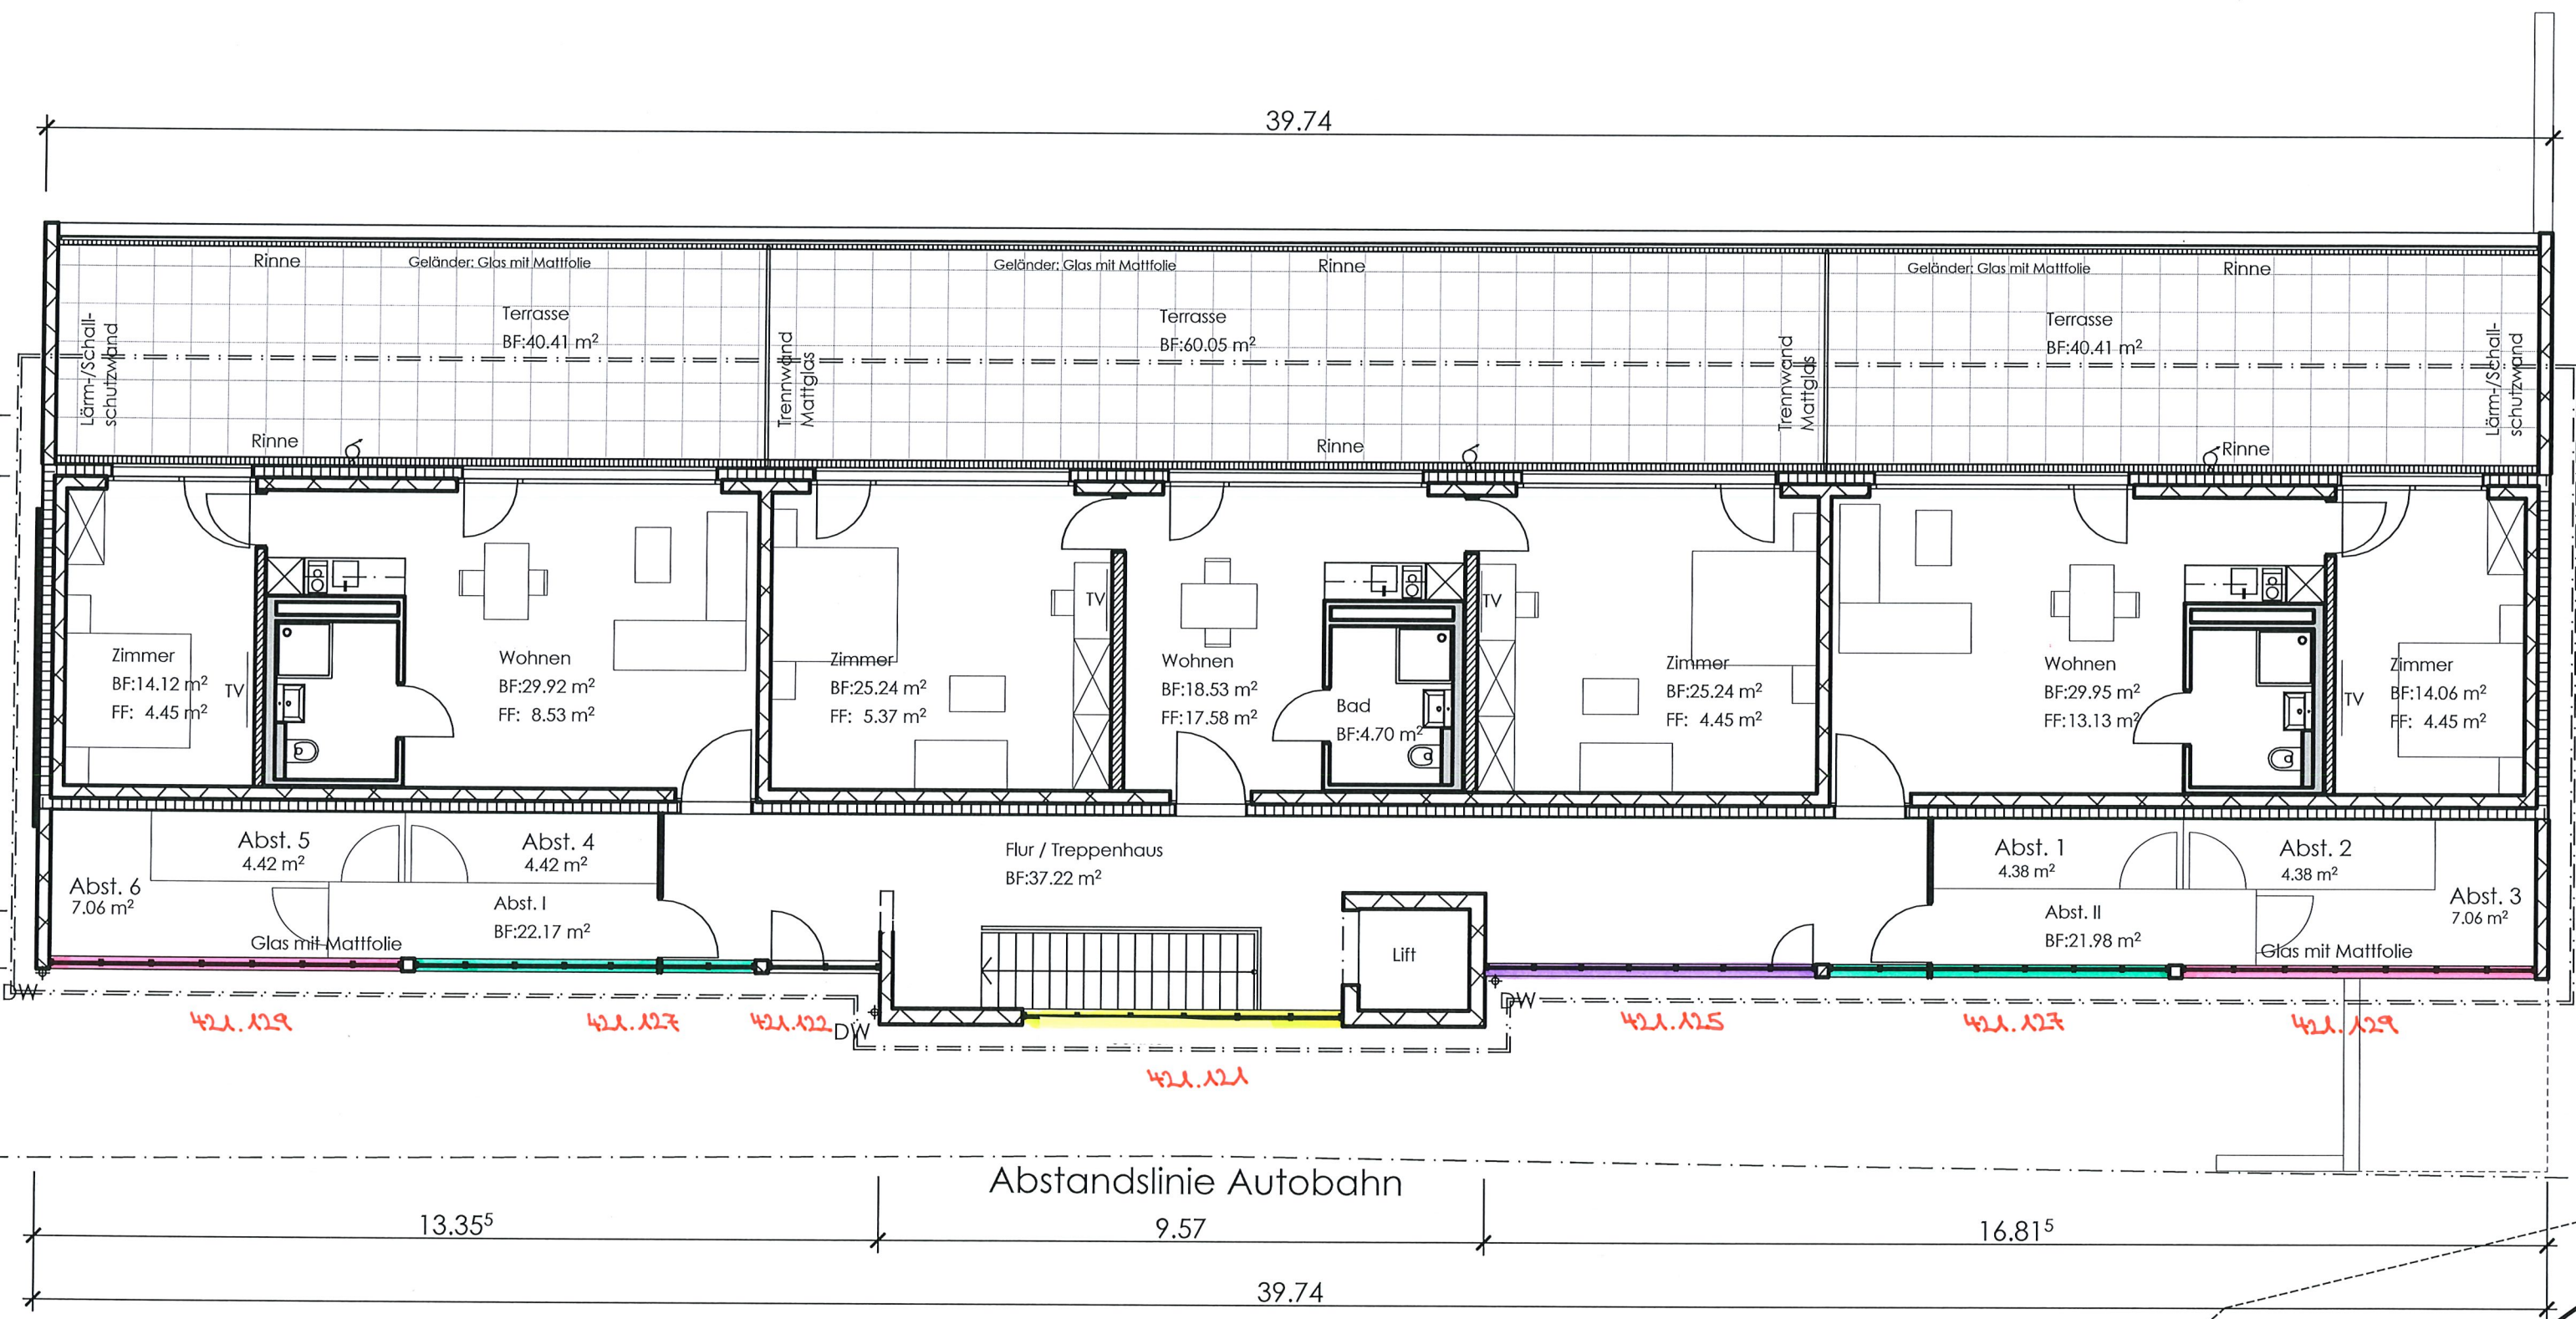 39.74
Rinne
Geländer: Glas mit Mattfolie
Geländer: Glas mit Mattfolie
Rinne
Geländer: Glas mit Mattfolie
Rinne
Lärm-/Schall-
schutzwand
Terrasse
BF:40.41 m²
Trennwand
Mattglas
Terrasse
BF:60.05 m²
Trennwand
Mattglas
Terrasse
BF:40.41 m²
Lärm-/Schall-
schutzwand
Rinne
Rinne
Rinne
Zimmer
BF:14.12 m²
FF: 4.45 m²
TV
Wohnen
BF:29.92 m²
FF: 8.53 m²
Zimmer
BF:25.24 m²
FF: 5.37 m²
TV
Wohnen
BF:18.53 m²
FF:17.58 m²
Bad
BF:4.70 m²
TV
Zimmer
BF:25.24 m²
FF: 4.45 m²
Wohnen
BF:29.95 m²
FF:13.13 m²
TV
Zimmer
BF:14.06 m²
FF: 4.45 m²
Abst. 5
4.42 m²
Abst. 4
4.42 m²
Abst. 6
7.06 m²
Abst. I
BF:22.17 m²
Glas mit Mattfolie
Flur / Treppenhaus
BF:37.22 m²
Lift
Abst. 1
4.38 m²
Abst. 2
4.38 m²
Abst. 3
7.06 m²
Abst. II
BF:21.98 m²
Glas mit Mattfolie
DW
421.129
421.127
421.122
DW
DW
421.125
421.127
421.129
421.121
Abstandslinie Autobahn
13.35⁵
9.57
16.81⁵
39.74